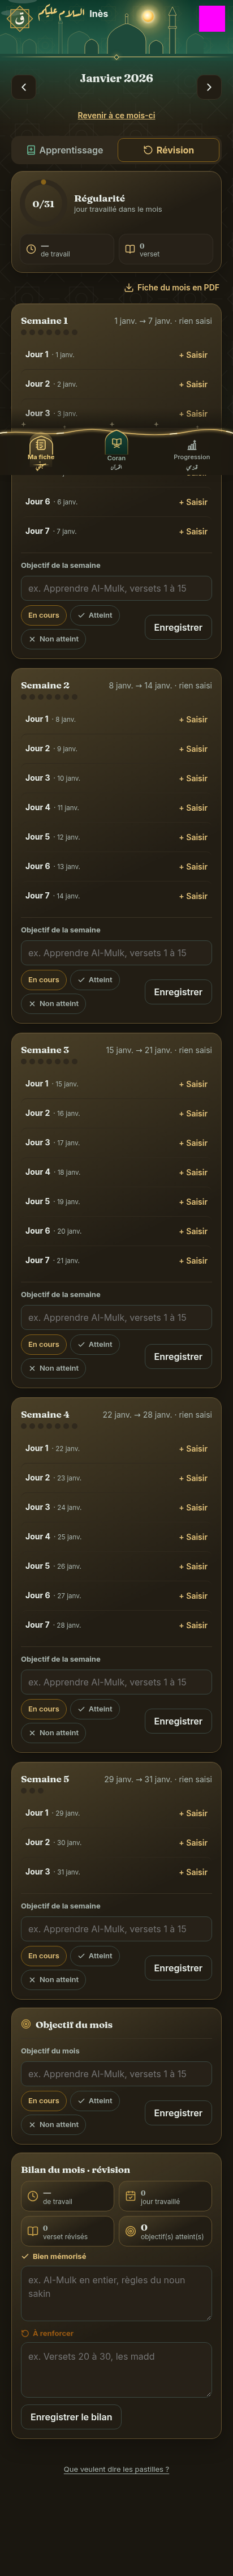 ق السلام عليكم Inès
Janvier 2026
Revenir à ce mois-ci
Apprentissage Révision
0/31 Régularité
jour travaillé dans le mois
— de travail
0 verset
Fiche du mois en PDF
Semaine 1 1 janv. → 7 janv. · rien saisi
Jour 1 · 1 janv. + Saisir
Jour 2 · 2 janv. + Saisir
Jour 3 · 3 janv. + Saisir
Ma fiche Coran Progression
Jour 6 · 6 janv. + Saisir
Jour 7 · 7 janv. + Saisir
Objectif de la semaine
ex. Apprendre Al-Mulk, versets 1 à 15
En cours Atteint
Non atteint Enregistrer
Semaine 2 8 janv. → 14 janv. · rien saisi
Jour 1 · 8 janv. + Saisir
Jour 2 · 9 janv. + Saisir
Jour 3 · 10 janv. + Saisir
Jour 4 · 11 janv. + Saisir
Jour 5 · 12 janv. + Saisir
Jour 6 · 13 janv. + Saisir
Jour 7 · 14 janv. + Saisir
Objectif de la semaine
ex. Apprendre Al-Mulk, versets 1 à 15
En cours Atteint
Non atteint Enregistrer
Semaine 3 15 janv. → 21 janv. · rien saisi
Jour 1 · 15 janv. + Saisir
Jour 2 · 16 janv. + Saisir
Jour 3 · 17 janv. + Saisir
Jour 4 · 18 janv. + Saisir
Jour 5 · 19 janv. + Saisir
Jour 6 · 20 janv. + Saisir
Jour 7 · 21 janv. + Saisir
Objectif de la semaine
ex. Apprendre Al-Mulk, versets 1 à 15
En cours Atteint
Non atteint Enregistrer
Semaine 4 22 janv. → 28 janv. · rien saisi
Jour 1 · 22 janv. + Saisir
Jour 2 · 23 janv. + Saisir
Jour 3 · 24 janv. + Saisir
Jour 4 · 25 janv. + Saisir
Jour 5 · 26 janv. + Saisir
Jour 6 · 27 janv. + Saisir
Jour 7 · 28 janv. + Saisir
Objectif de la semaine
ex. Apprendre Al-Mulk, versets 1 à 15
En cours Atteint
Non atteint Enregistrer
Semaine 5 29 janv. → 31 janv. · rien saisi
Jour 1 · 29 janv. + Saisir
Jour 2 · 30 janv. + Saisir
Jour 3 · 31 janv. + Saisir
Objectif de la semaine
ex. Apprendre Al-Mulk, versets 1 à 15
En cours Atteint
Non atteint Enregistrer
Objectif du mois
Objectif du mois
ex. Apprendre Al-Mulk, versets 1 à 15
En cours Atteint
Non atteint Enregistrer
Bilan du mois · révision
— de travail
0 jour travaillé
0 verset révisés
0 objectif(s) atteint(s)
Bien mémorisé
ex. Al-Mulk en entier, règles du noun
sakin
À renforcer
ex. Versets 20 à 30, les madd
Enregistrer le bilan
Que veulent dire les pastilles ?